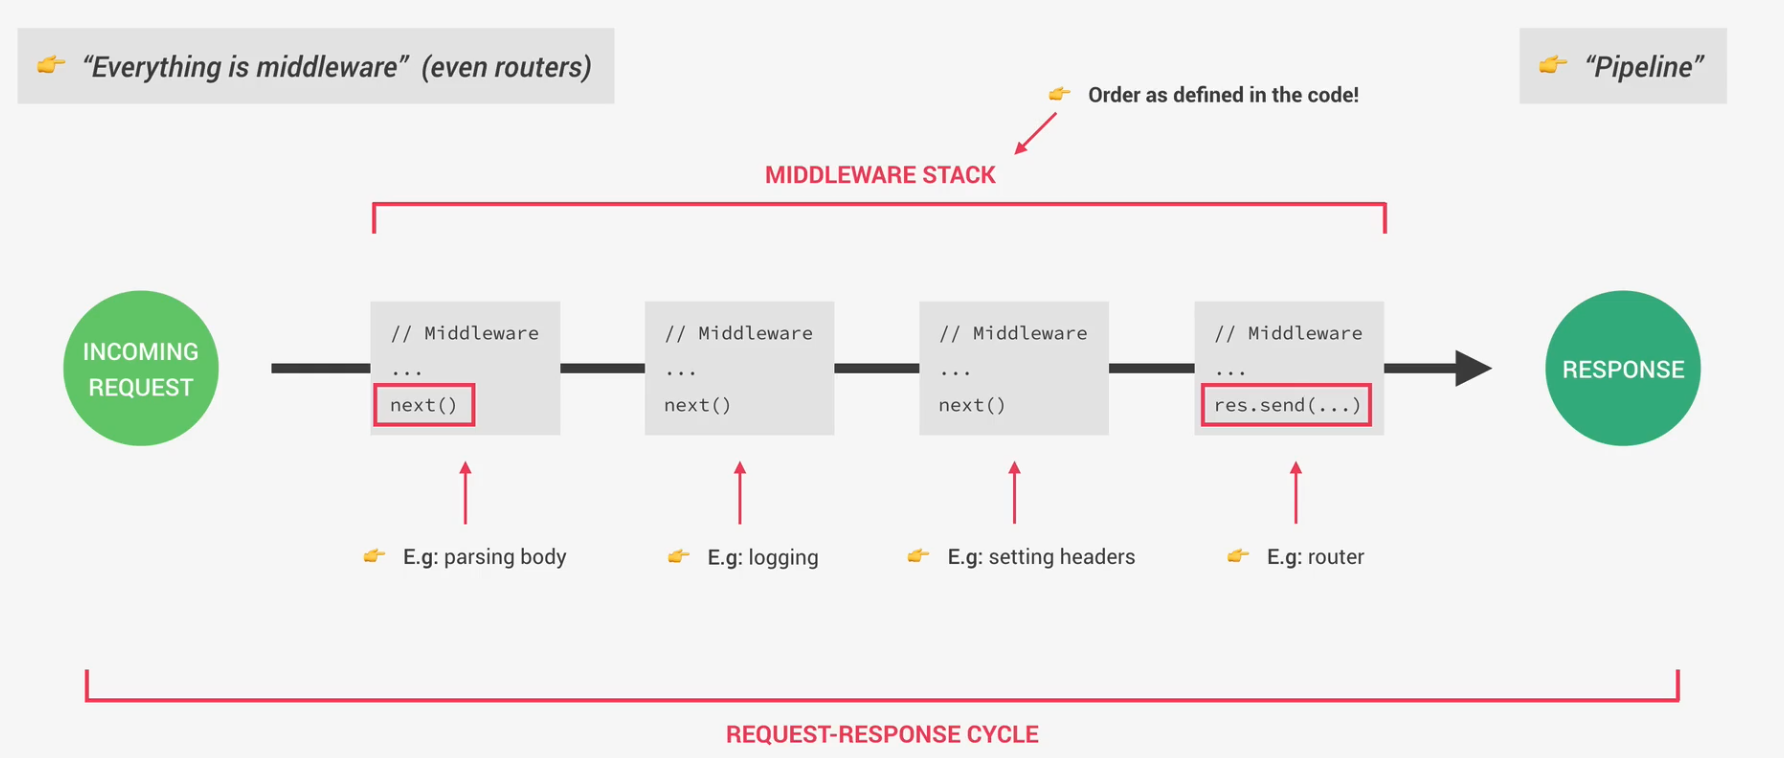 👉 “Everything is middleware” (even routers)
👉 “Pipeline”
👉 Order as defined in the code!
MIDDLEWARE STACK
INCOMING
REQUEST
// Middleware
...
next()
// Middleware
...
next()
// Middleware
...
next()
// Middleware
...
res.send(...)
RESPONSE
👉 E.g: parsing body
👉 E.g: logging
👉 E.g: setting headers
👉 E.g: router
REQUEST-RESPONSE CYCLE